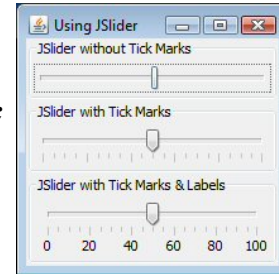 Using JSlider
JSlider without Tick Marks
JSlider with Tick Marks
JSlider with Tick Marks & Labels
0 20 40 60 80 100